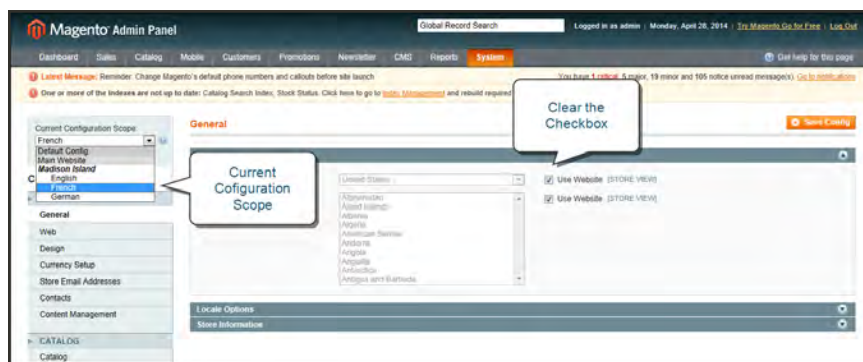 Magento Admin Panel
Global Record Search
Logged in as admin | Monday, April 28, 2014 | Try Magento Go for Free | Log Out
Dashboard Sales Catalog Mobile Customers Promotions Newsletter CMS Reports System
Get help for this page
Latest Message: Reminder: Change Magento's default phone numbers and callouts before site launch
You have 1 critical, 5 major, 19 minor and 105 notice unread message(s). Go to notifications
One or more of the Indexes are not up to date: Catalog Search Index, Stock Status. Click here to go to Index Management and rebuild required
Clear the
Checkbox
Current Configuration Scope:
French
Default Config
Main Website
Madison Island
English
French
German
General
Save Config
Current
Cofiguration
Scope
United States
Use Website [STORE VIEW]
Afghanistan
Åland Islands
Albania
Algeria
American Samoa
Andorra
Angola
Anguilla
Antarctica
Antigua and Barbuda
Use Website [STORE VIEW]
General
Web
Design
Currency Setup
Store Email Addresses
Contacts
Content Management
Locale Options
Store Information
CATALOG
Catalog